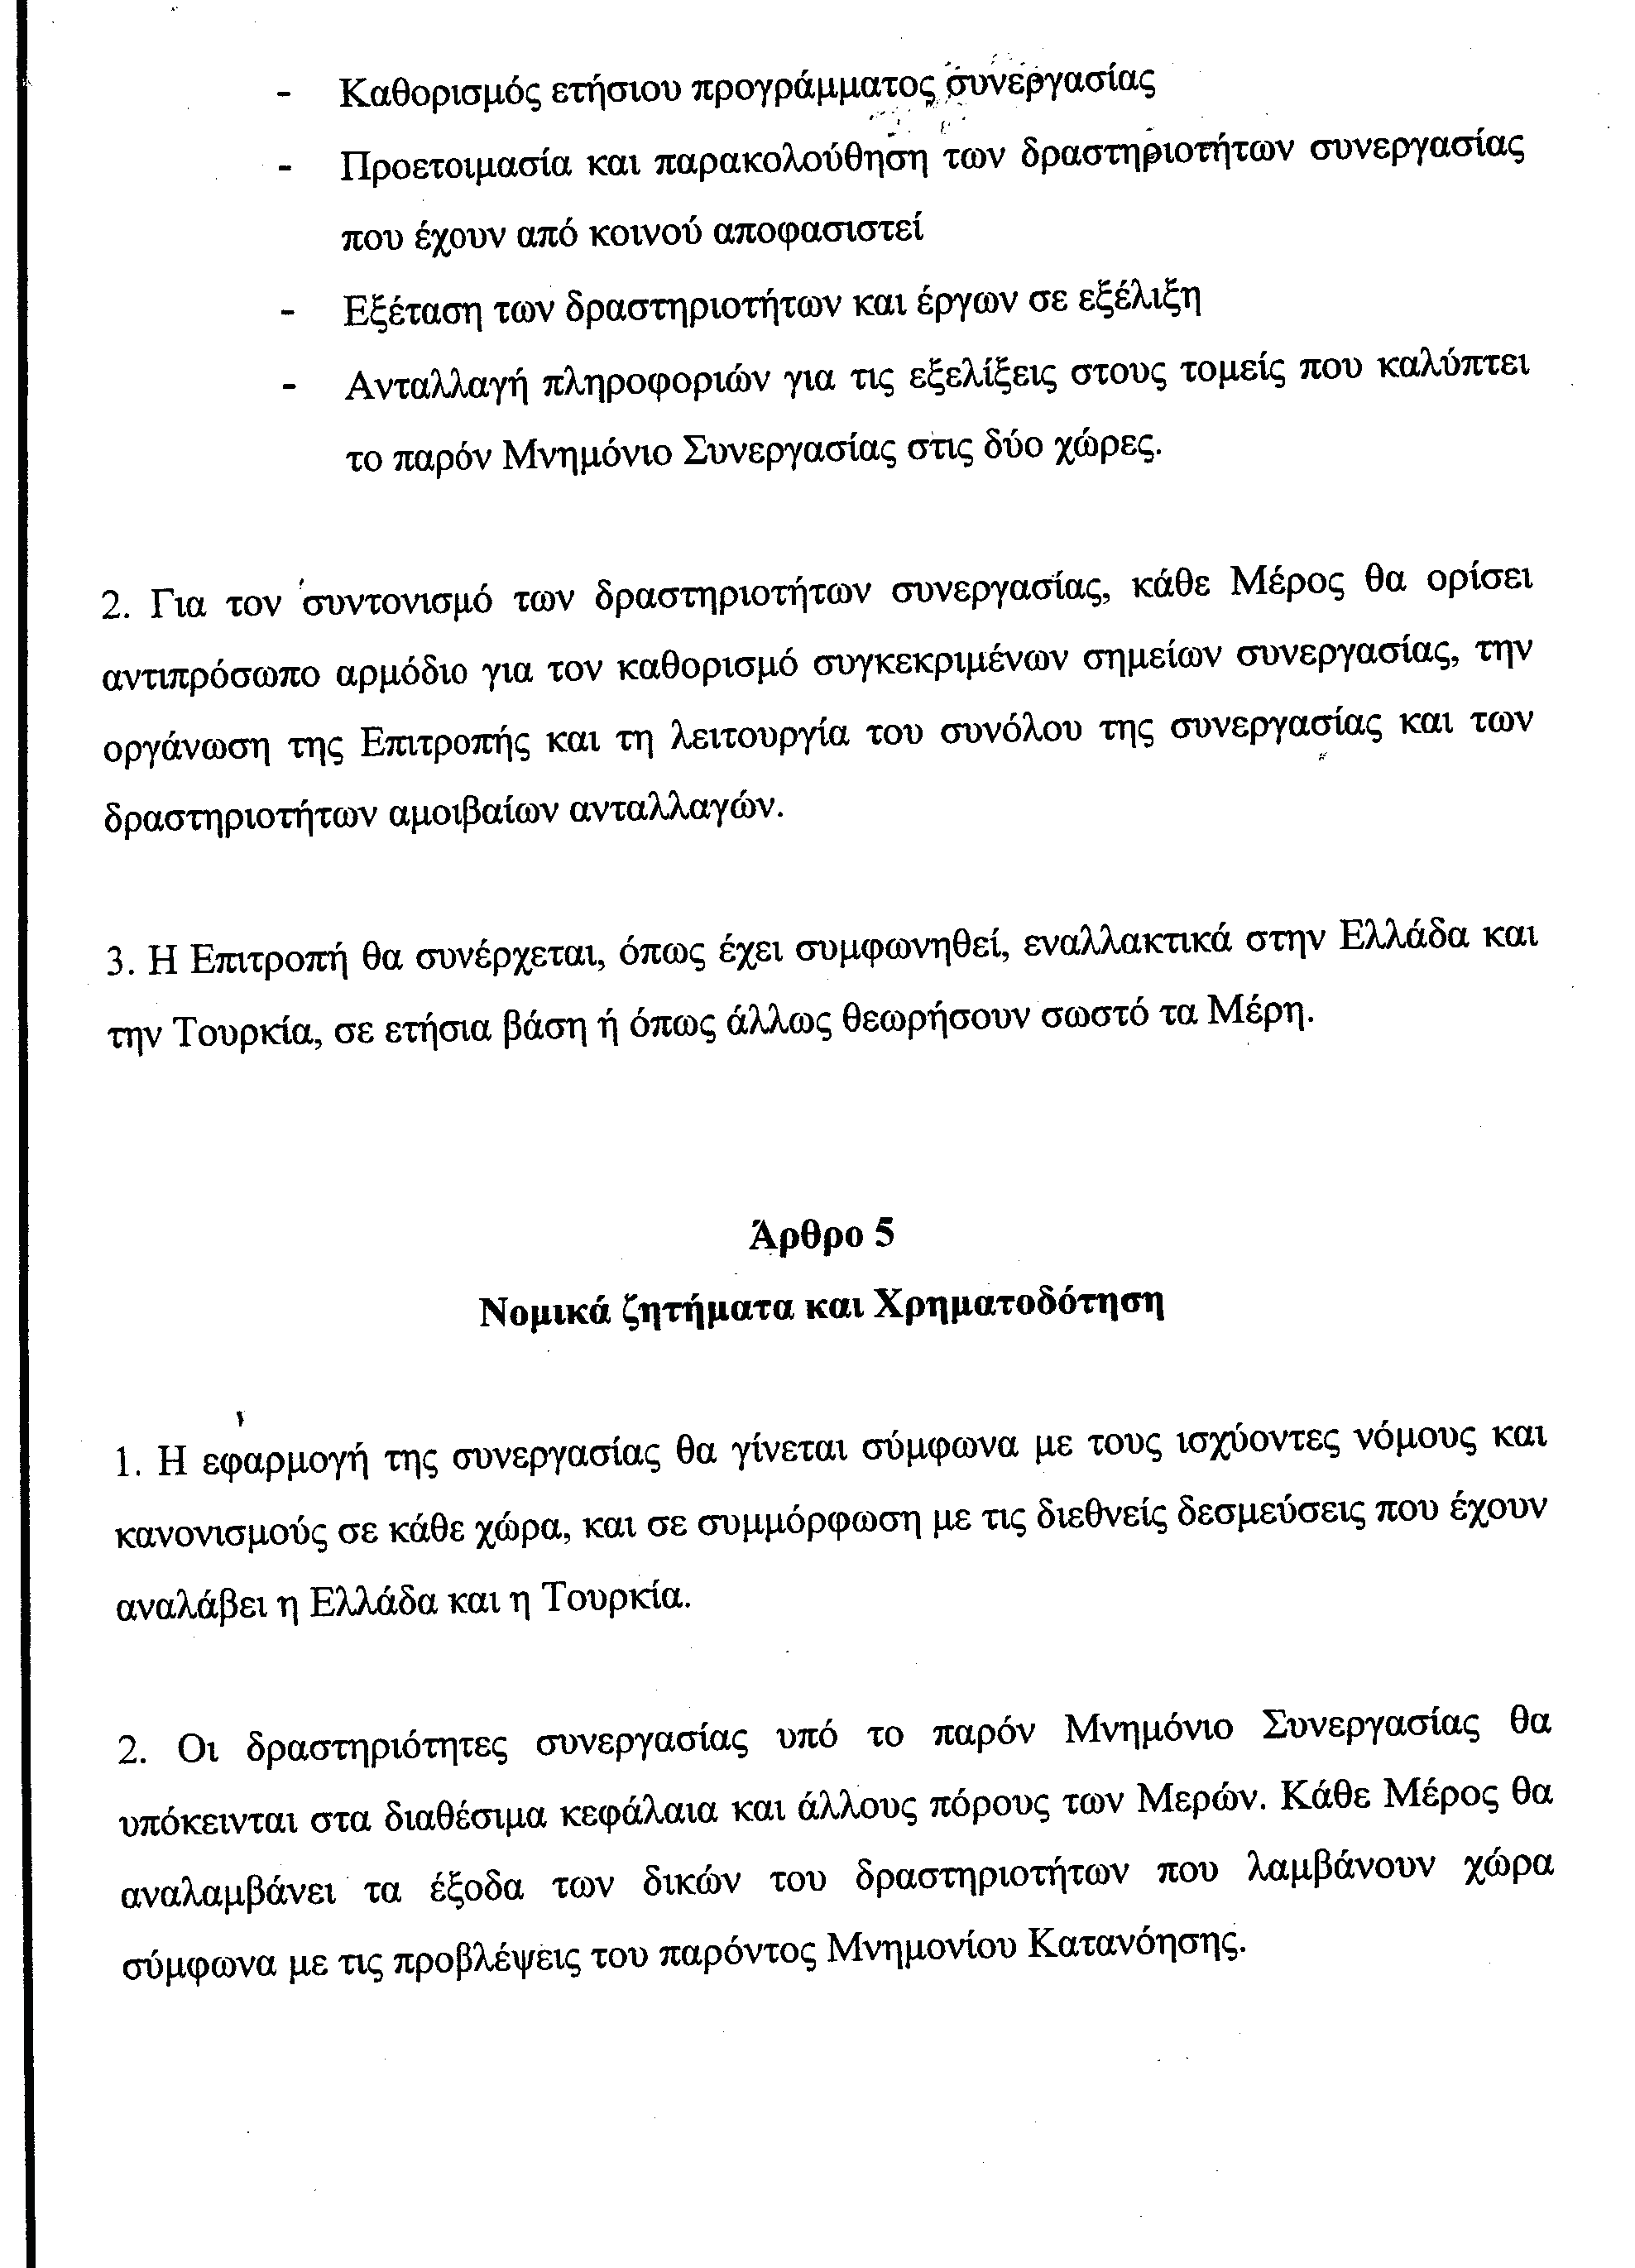 - Καθορισμός ετήσιου προγράμματος συνεργασίας
- Προετοιμασία και παρακολούθηση των δραστηριοτήτων συνεργασίας
που έχουν από κοινού αποφασιστεί
- Εξέταση των δραστηριοτήτων και έργων σε εξέλιξη
- Ανταλλαγή πληροφοριών για τις εξελίξεις στους τομείς που καλύπτει
το παρόν Μνημόνιο Συνεργασίας στις δύο χώρες.
2. Για τον συντονισμό των δραστηριοτήτων συνεργασίας, κάθε Μέρος θα ορίσει
αντιπρόσωπο αρμόδιο για τον καθορισμό συγκεκριμένων σημείων συνεργασίας, την
οργάνωση της Επιτροπής και τη λειτουργία του συνόλου της συνεργασίας και των
δραστηριοτήτων αμοιβαίων ανταλλαγών.
3. Η Επιτροπή θα συνέρχεται, όπως έχει συμφωνηθεί, εναλλακτικά στην Ελλάδα και
την Τουρκία, σε ετήσια βάση ή όπως άλλως θεωρήσουν σωστό τα Μέρη.
Άρθρο 5
Νομικά ζητήματα και Χρηματοδότηση
1. Η εφαρμογή της συνεργασίας θα γίνεται σύμφωνα με τους ισχύοντες νόμους και
κανονισμούς σε κάθε χώρα, και σε συμμόρφωση με τις διεθνείς δεσμεύσεις που έχουν
αναλάβει η Ελλάδα και η Τουρκία.
2. Οι δραστηριότητες συνεργασίας υπό το παρόν Μνημόνιο Συνεργασίας θα
υπόκεινται στα διαθέσιμα κεφάλαια και άλλους πόρους των Μερών. Κάθε Μέρος θα
αναλαμβάνει τα έξοδα των δικών του δραστηριοτήτων που λαμβάνουν χώρα
σύμφωνα με τις προβλέψεις του παρόντος Μνημονίου Κατανόησης.